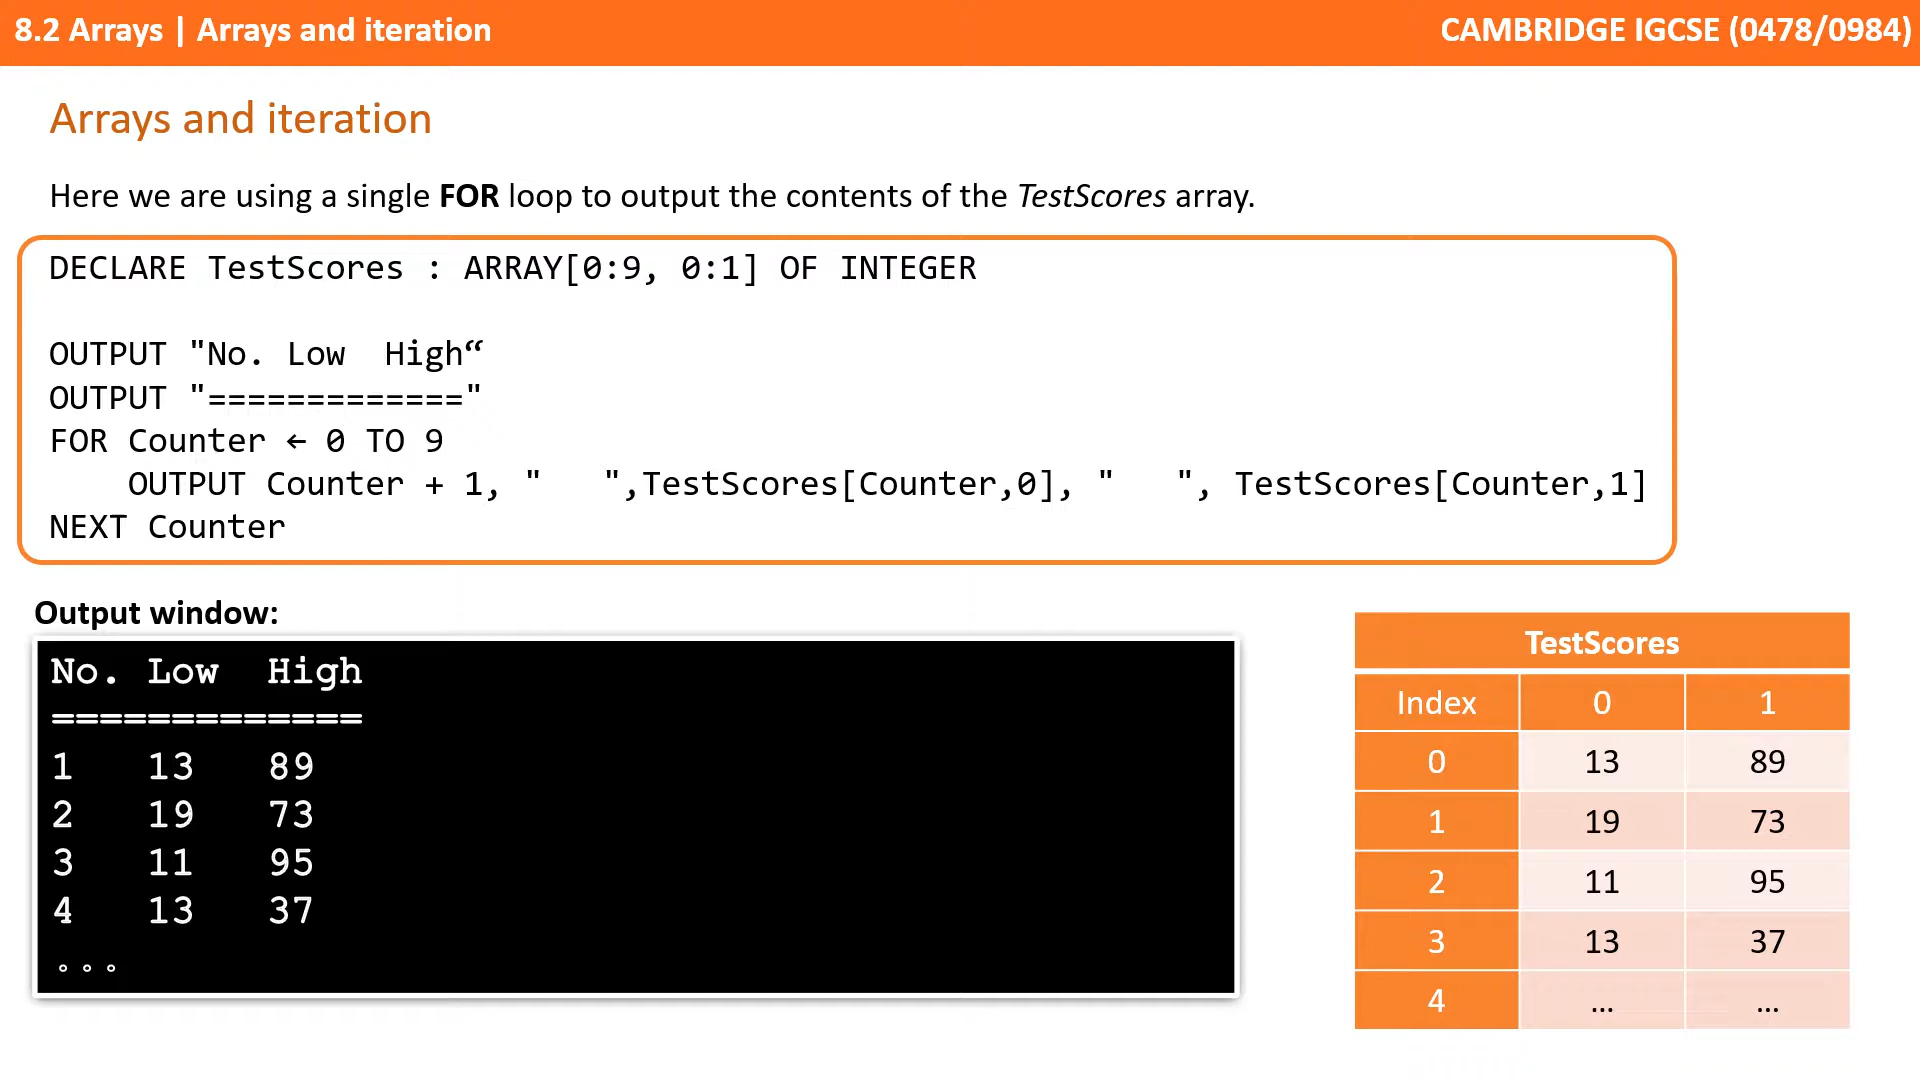 8.2 Arrays | Arrays and iteration
CAMBRIDGE IGCSE (0478/0984)
Arrays and iteration
Here we are using a single FOR loop to output the contents of the TestScores array.
DECLARE TestScores : ARRAY[0:9, 0:1] OF INTEGER
OUTPUT "No. Low  High“
OUTPUT "============="
FOR Counter ← 0 TO 9
    OUTPUT Counter + 1, "   ",TestScores[Counter,0], "   ", TestScores[Counter,1]
NEXT Counter
Output window:
No. Low  High
=============
1   13   89
2   19   73
3   11   95
4   13   37
...
TestScores
Index 0 1
0 13 89
1 19 73
2 11 95
3 13 37
4 ... ...